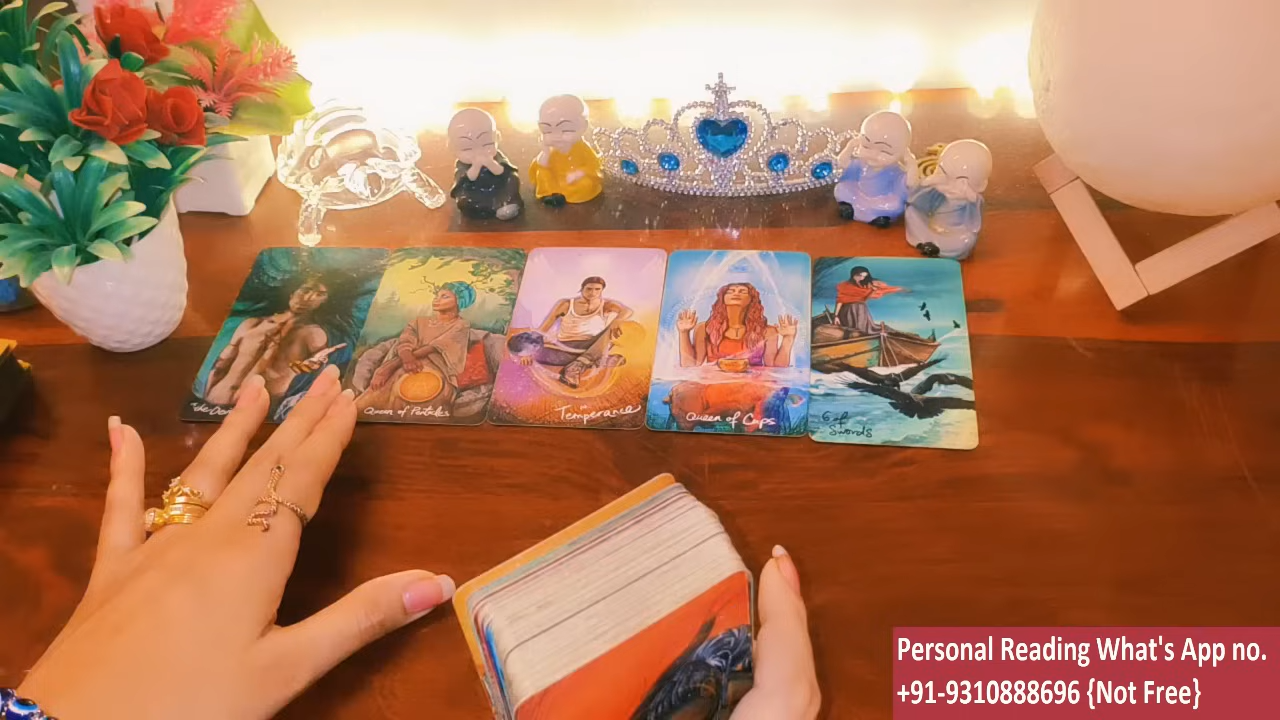 Queen of Pentacles
Temperance
Queen of Cups
6 of
Swords
Personal Reading What's App no.
+91-9310888696 {Not Free}